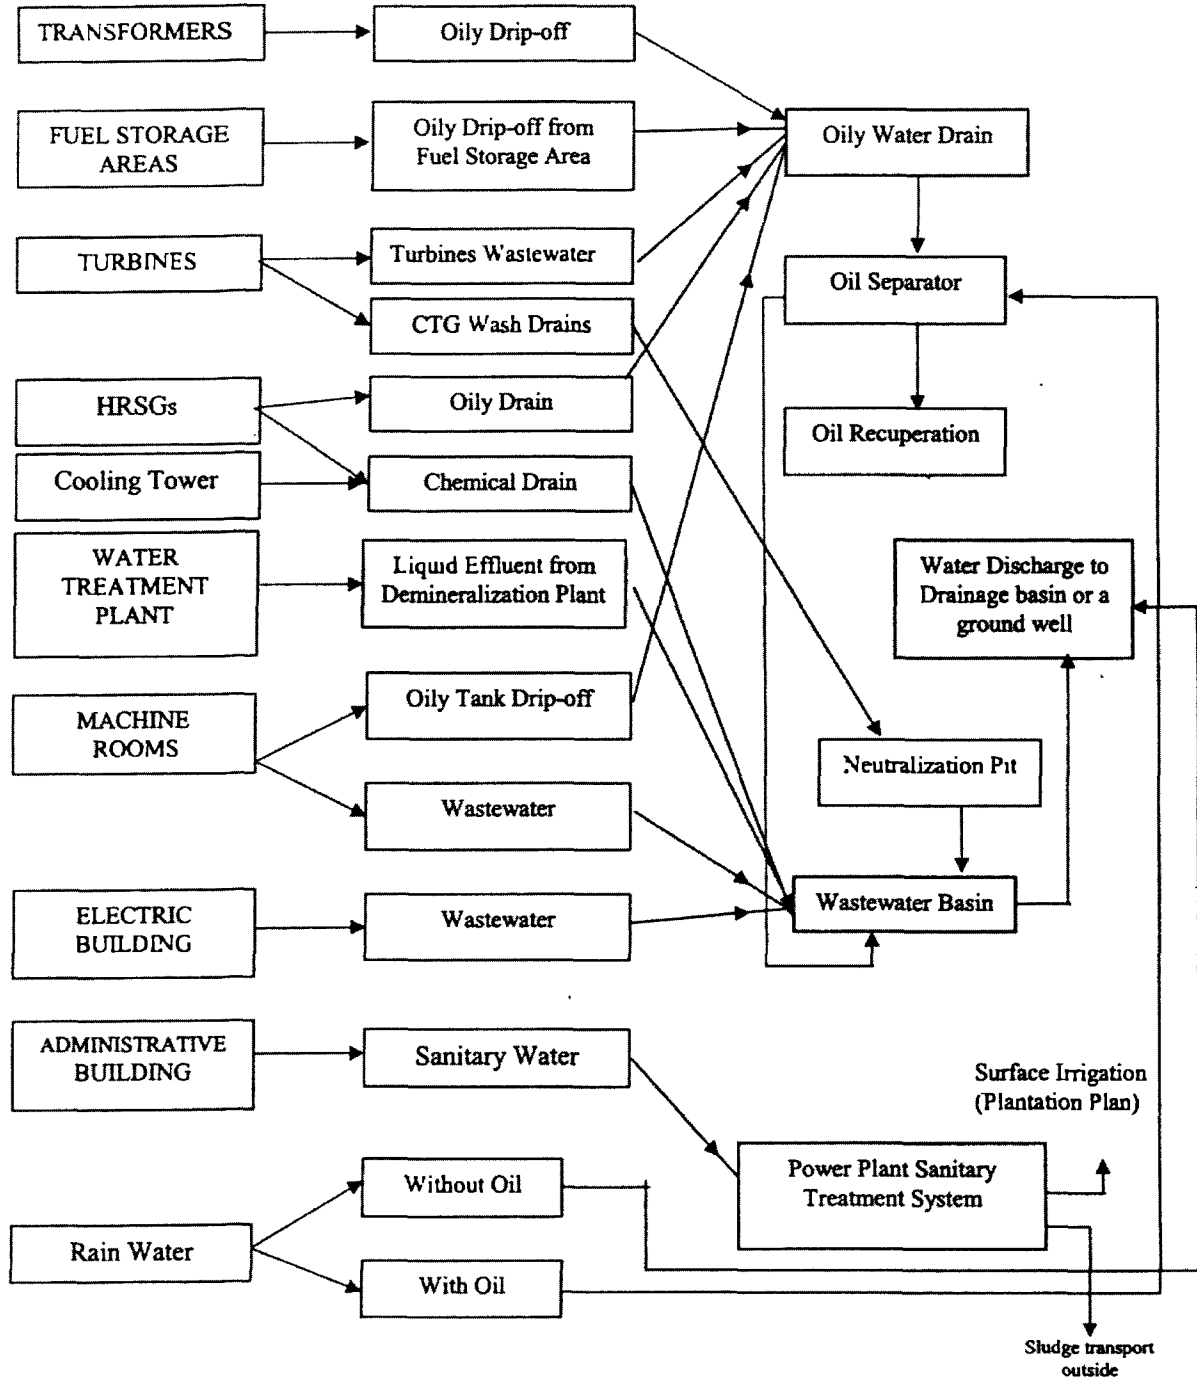 TRANSFORMERS
Oily Drip-off
FUEL STORAGE
AREAS
Oily Drip-off from
Fuel Storage Area
Oily Water Drain
TURBINES
Turbines Wastewater
CTG Wash Drains
Oil Separator
HRSGs
Oily Drain
Oil Recuperation
Cooling Tower
Chemical Drain
WATER
TREATMENT
PLANT
Liquid Effluent from
Demineralization Plant
Water Discharge to
Drainage basin or a
ground well
MACHINE
ROOMS
Oily Tank Drip-off
Wastewater
Neutralization Pit
ELECTRIC
BUILDING
Wastewater
Wastewater Basin
ADMINISTRATIVE
BUILDING
Sanitary Water
Surface Irrigation
(Plantation Plan)
Power Plant Sanitary
Treatment System
Rain Water
Without Oil
With Oil
Sludge transport
outside